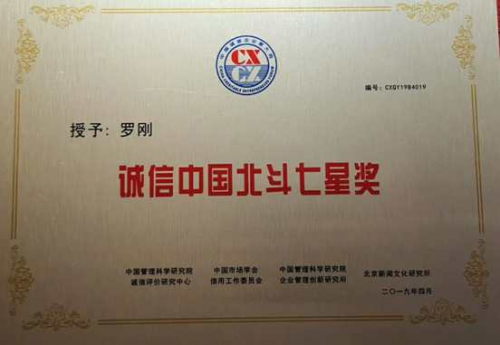 CX
CZ
编号:CXQY19B4019
授予:罗刚
诚信中国北斗七星奖
中国管理科学研究院 中国市场学会 中国管理科学研究院 北京新闻文化研究所
诚信评价研究中心 信用工作委员会 企业管理创新研究所
二〇一九年四月